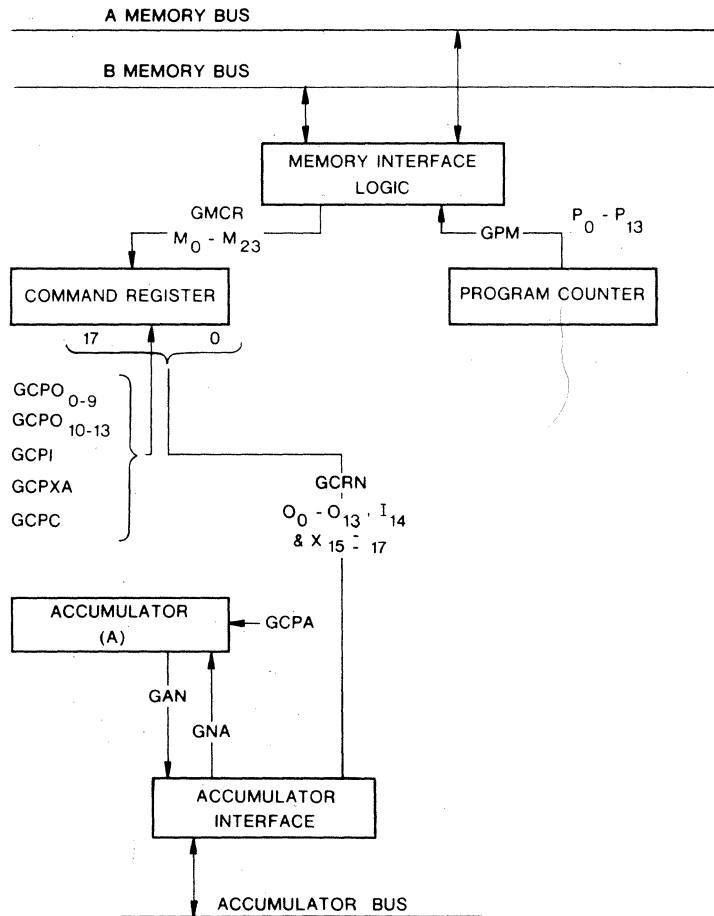 A MEMORY BUS
B MEMORY BUS
MEMORY INTERFACE
LOGIC
GMCR
M0 - M23
GPM
P0 - P13
COMMAND REGISTER
PROGRAM COUNTER
17 0
GCPO0-9
GCPO10-13
GCPI
GCPXA
GCPC
GCRN
O0 - O13, I14
& X15 - 17
ACCUMULATOR
(A)
GCPA
GAN
GNA
ACCUMULATOR
INTERFACE
ACCUMULATOR BUS